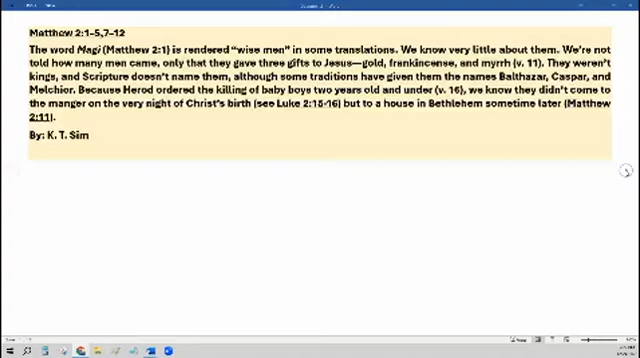 Matthew 2:1–5,7–12
The word Magi (Matthew 2:1) is rendered “wise men” in some translations. We know very little about them. We’re not
told how many men came, only that they gave three gifts to Jesus—gold, frankincense, and myrrh (v. 11). They weren’t
kings, and Scripture doesn’t name them, although some traditions have given them the names Balthazar, Caspar, and
Melchior. Because Herod ordered the killing of baby boys two years old and under (v. 16), we know they didn’t come to
the manger on the very night of Christ’s birth (see Luke 2:15-16) but to a house in Bethlehem sometime later (Matthew
2:11).
By: K. T. Sim